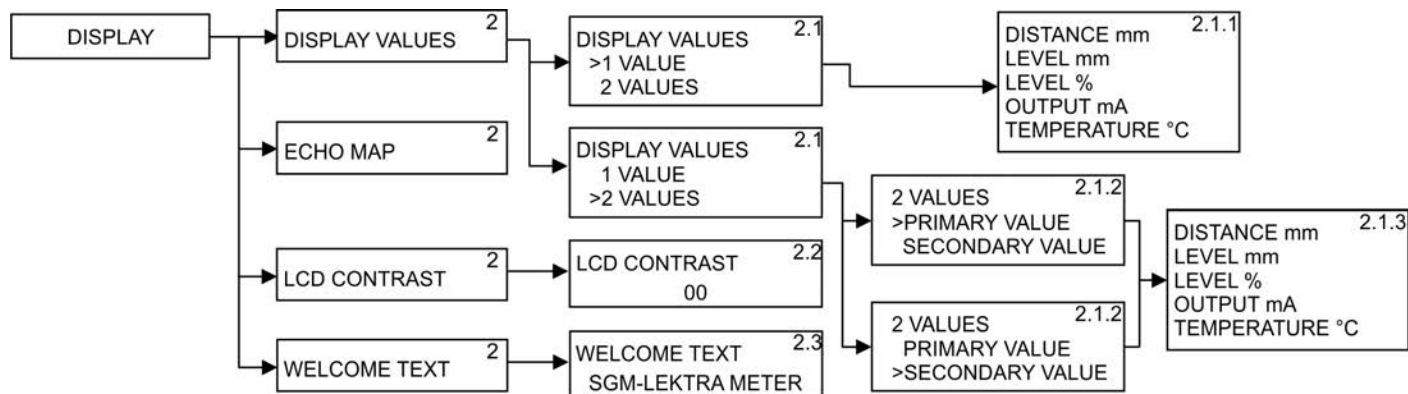 DISPLAY
2
DISPLAY VALUES
2.1
DISPLAY VALUES
>1 VALUE
2 VALUES
2.1.1
DISTANCE mm
LEVEL mm
LEVEL %
OUTPUT mA
TEMPERATURE °C
2
ECHO MAP
2.1
DISPLAY VALUES
1 VALUE
>2 VALUES
2.1.2
2 VALUES
>PRIMARY VALUE
SECONDARY VALUE
2.1.3
DISTANCE mm
LEVEL mm
LEVEL %
OUTPUT mA
TEMPERATURE °C
2
LCD CONTRAST
2.2
LCD CONTRAST
00
2.1.2
2 VALUES
PRIMARY VALUE
>SECONDARY VALUE
2
WELCOME TEXT
2.3
WELCOME TEXT
SGM-LEKTRA METER